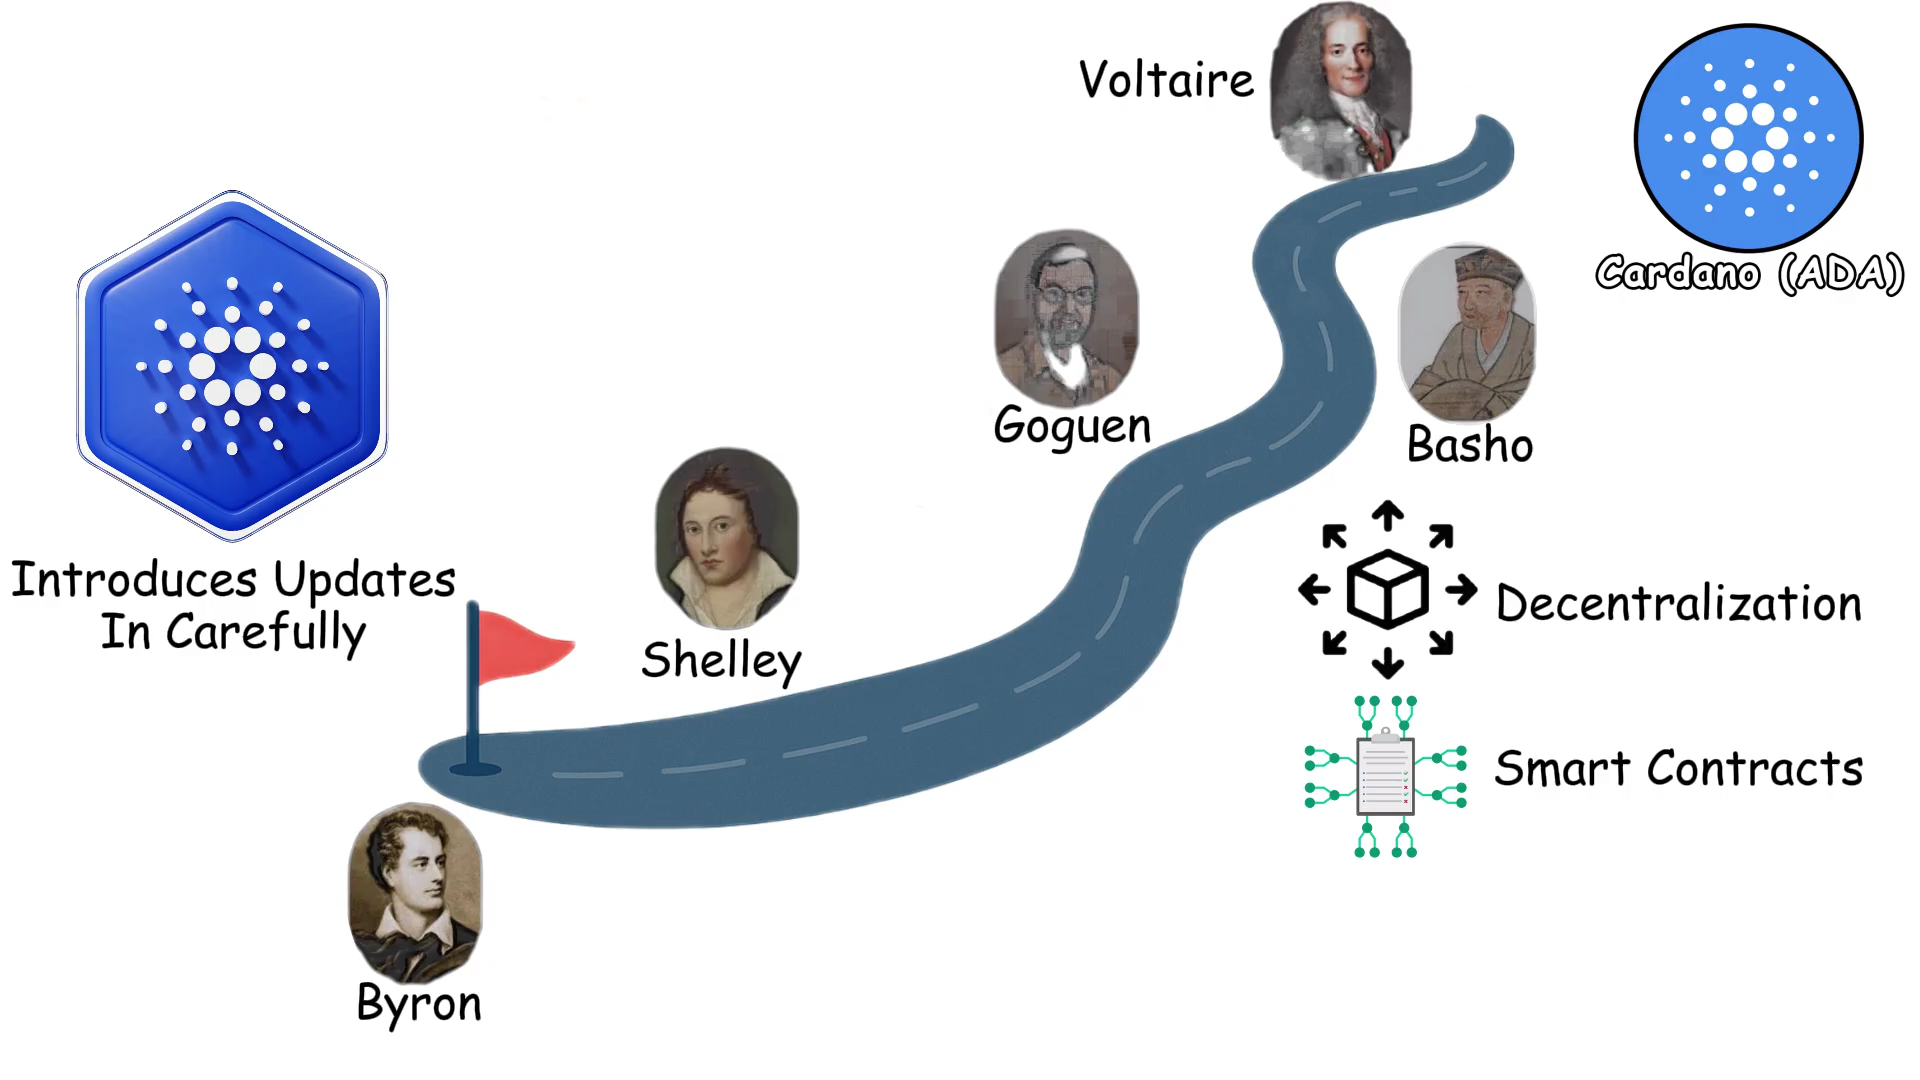 Voltaire
Cardano (ADA)
Goguen
Basho
Introduces Updates
In Carefully
Shelley
Decentralization
Smart Contracts
Byron